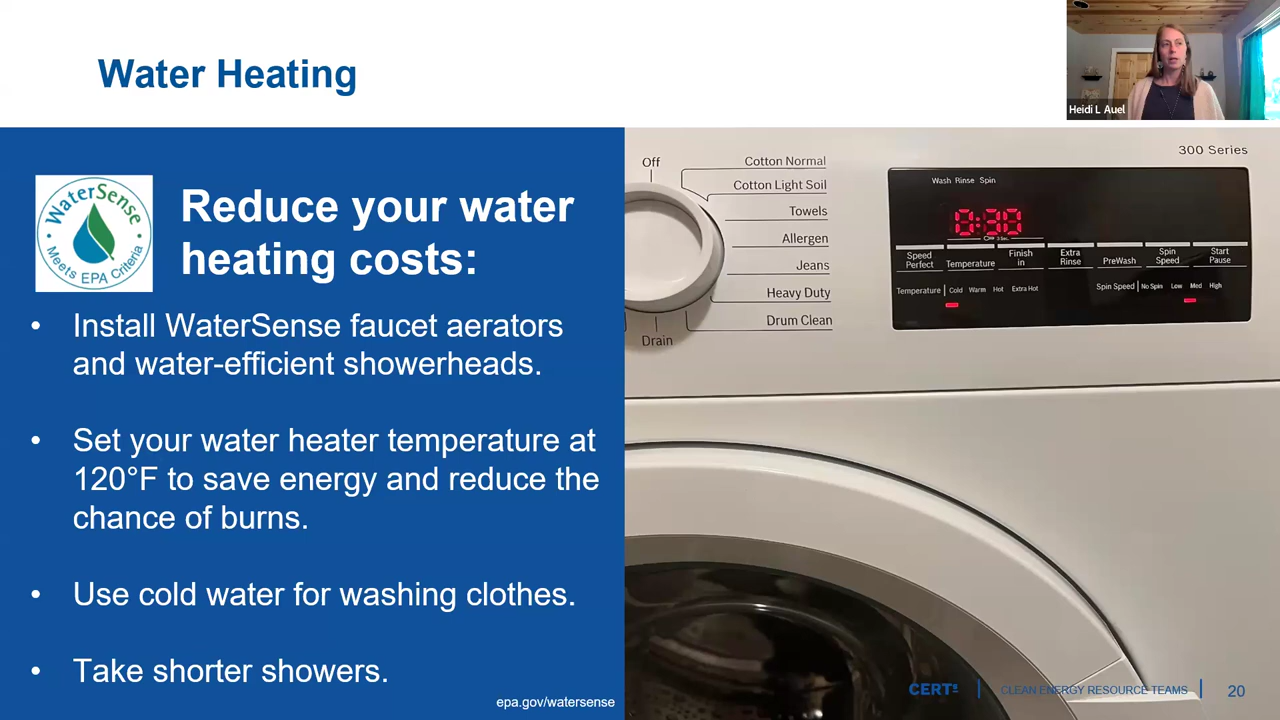 Water Heating
Heidi L Auel
WaterSense
Meets EPA Criteria
Reduce your water
heating costs:
• Install WaterSense faucet aerators
and water-efficient showerheads.
• Set your water heater temperature at
120°F to save energy and reduce the
chance of burns.
• Use cold water for washing clothes.
• Take shorter showers.
epa.gov/watersense
Off
Cotton Normal
Cotton Light Soil
Towels
Allergen
Jeans
Heavy Duty
Drum Clean
Drain
300 Series
Wash Rinse Spin
0:30
3 Sec.
Speed Perfect
Temperature
Finish in
Extra Rinse
PreWash
Spin Speed
Start Pause
Temperature Cold Warm Hot Extra Hot
Spin Speed No Spin Low Med High
CERTs
CLEAN ENERGY RESOURCE TEAMS
20